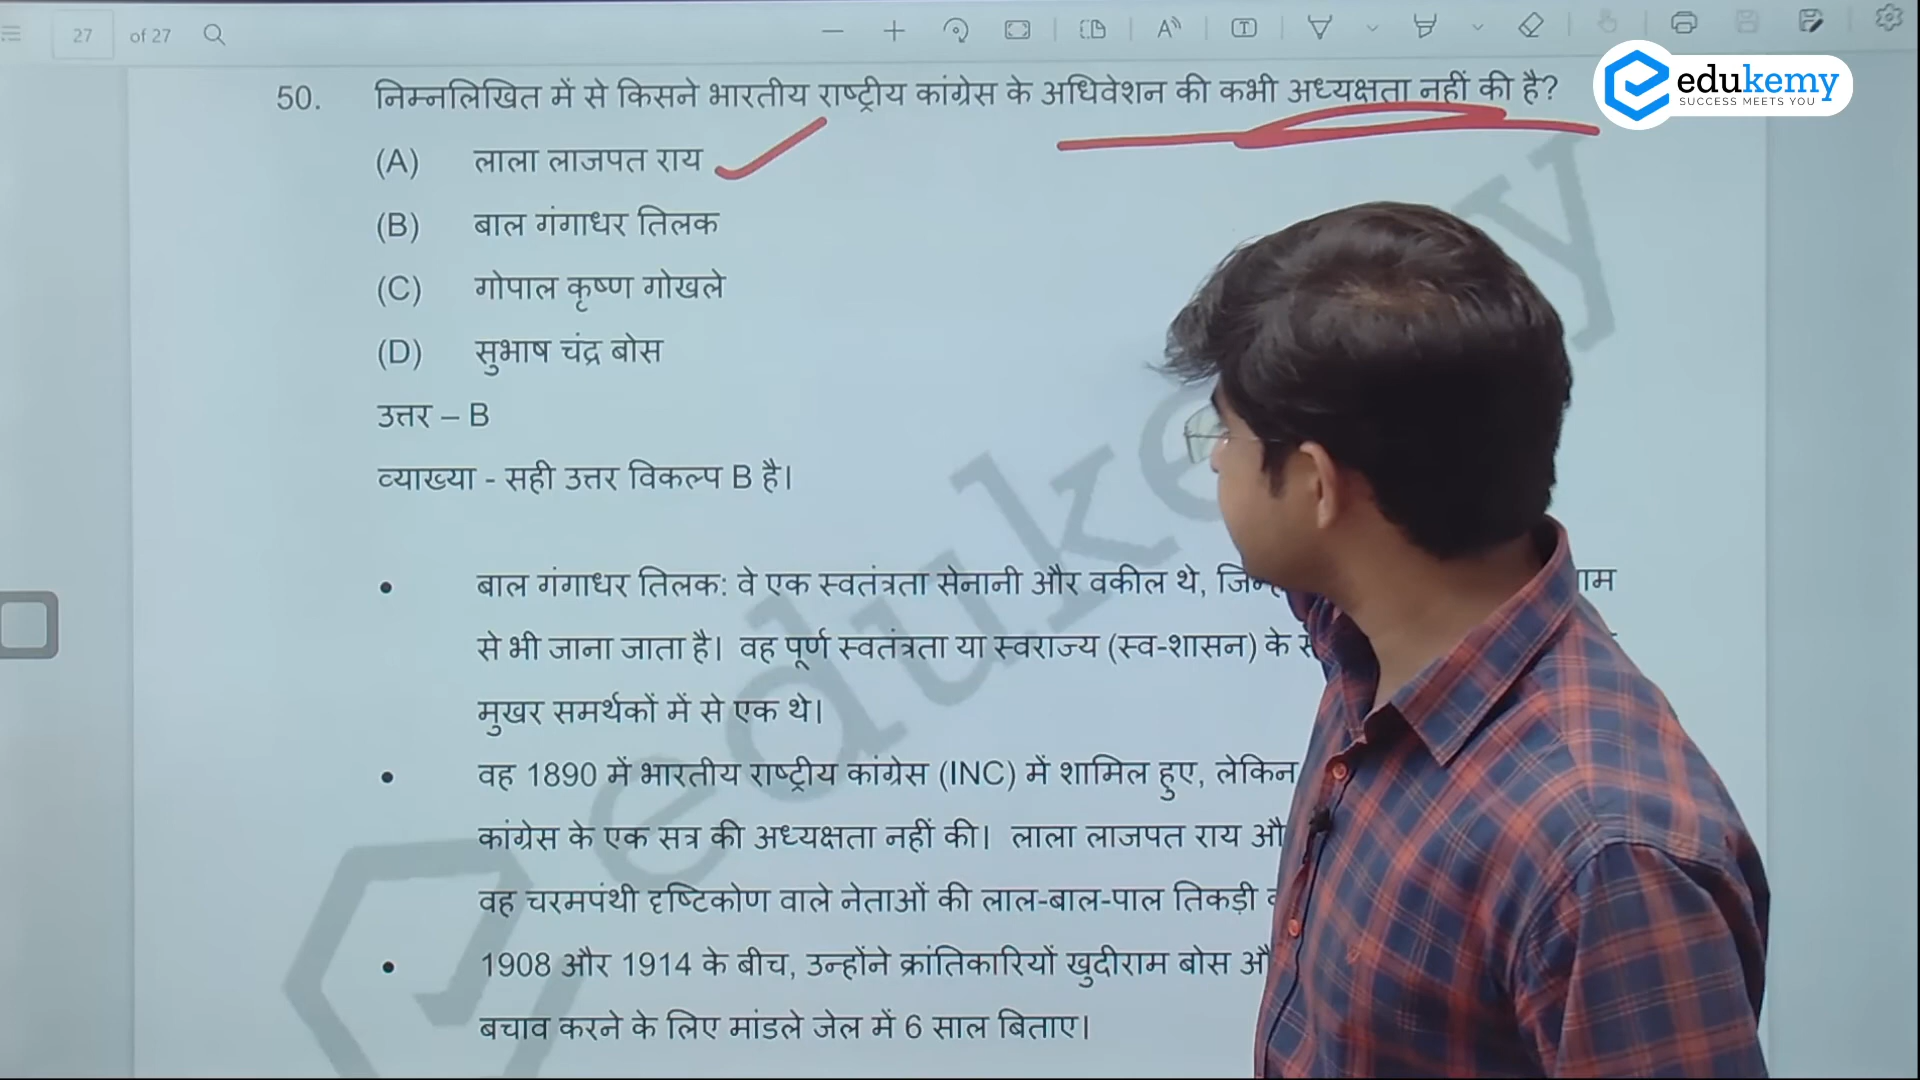 27 of 27
edukemy
SUCCESS MEETS YOU
50. निम्नलिखित में से किसने भारतीय राष्ट्रीय कांग्रेस के अधिवेशन की कभी अध्यक्षता नहीं की है?
(A) लाला लाजपत राय
(B) बाल गंगाधर तिलक
(C) गोपाल कृष्ण गोखले
(D) सुभाष चंद्र बोस
उत्तर – B
व्याख्या - सही उत्तर विकल्प B है।
• बाल गंगाधर तिलक: वे एक स्वतंत्रता सेनानी और वकील थे,
से भी जाना जाता है। वह पूर्ण स्वतंत्रता या स्वराज्य (स्व-शासन) के
मुखर समर्थकों में से एक थे।
• वह 1890 में भारतीय राष्ट्रीय कांग्रेस (INC) में शामिल हुए, लेकिन
कांग्रेस के एक सत्र की अध्यक्षता नहीं की। लाला लाजपत राय
वह चरमपंथी दृष्टिकोण वाले नेताओं की लाल-बाल-पाल तिकड़ी
• 1908 और 1914 के बीच, उन्होंने क्रांतिकारियों खुदीराम बोस
बचाव करने के लिए मांडले जेल में 6 साल बिताए।
edukemy